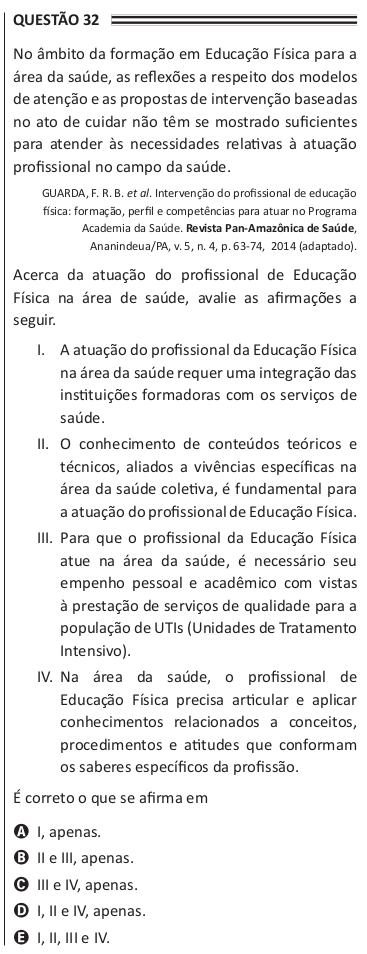 QUESTÃO 32
No âmbito da formação em Educação Física para a
área da saúde, as reflexões a respeito dos modelos
de atenção e as propostas de intervenção baseadas
no ato de cuidar não têm se mostrado suficientes
para atender às necessidades relativas à atuação
profissional no campo da saúde.
GUARDA, F. R. B. et al. Intervenção do profissional de educação
física: formação, perfil e competências para atuar no Programa
Academia da Saúde. Revista Pan-Amazônica de Saúde,
Ananindeua/PA, v. 5, n. 4, p. 63-74, 2014 (adaptado).
Acerca da atuação do profissional de Educação
Física na área de saúde, avalie as afirmações a
seguir.
I. A atuação do profissional da Educação Física
na área da saúde requer uma integração das
instituições formadoras com os serviços de
saúde.
II. O conhecimento de conteúdos teóricos e
técnicos, aliados a vivências específicas na
área da saúde coletiva, é fundamental para
a atuação do profissional de Educação Física.
III. Para que o profissional da Educação Física
atue na área da saúde, é necessário seu
empenho pessoal e acadêmico com vistas
à prestação de serviços de qualidade para a
população de UTIs (Unidades de Tratamento
Intensivo).
IV. Na área da saúde, o profissional de
Educação Física precisa articular e aplicar
conhecimentos relacionados a conceitos,
procedimentos e atitudes que conformam
os saberes específicos da profissão.
É correto o que se afirma em
A I, apenas.
B II e III, apenas.
C III e IV, apenas.
D I, II e IV, apenas.
E I, II, III e IV.